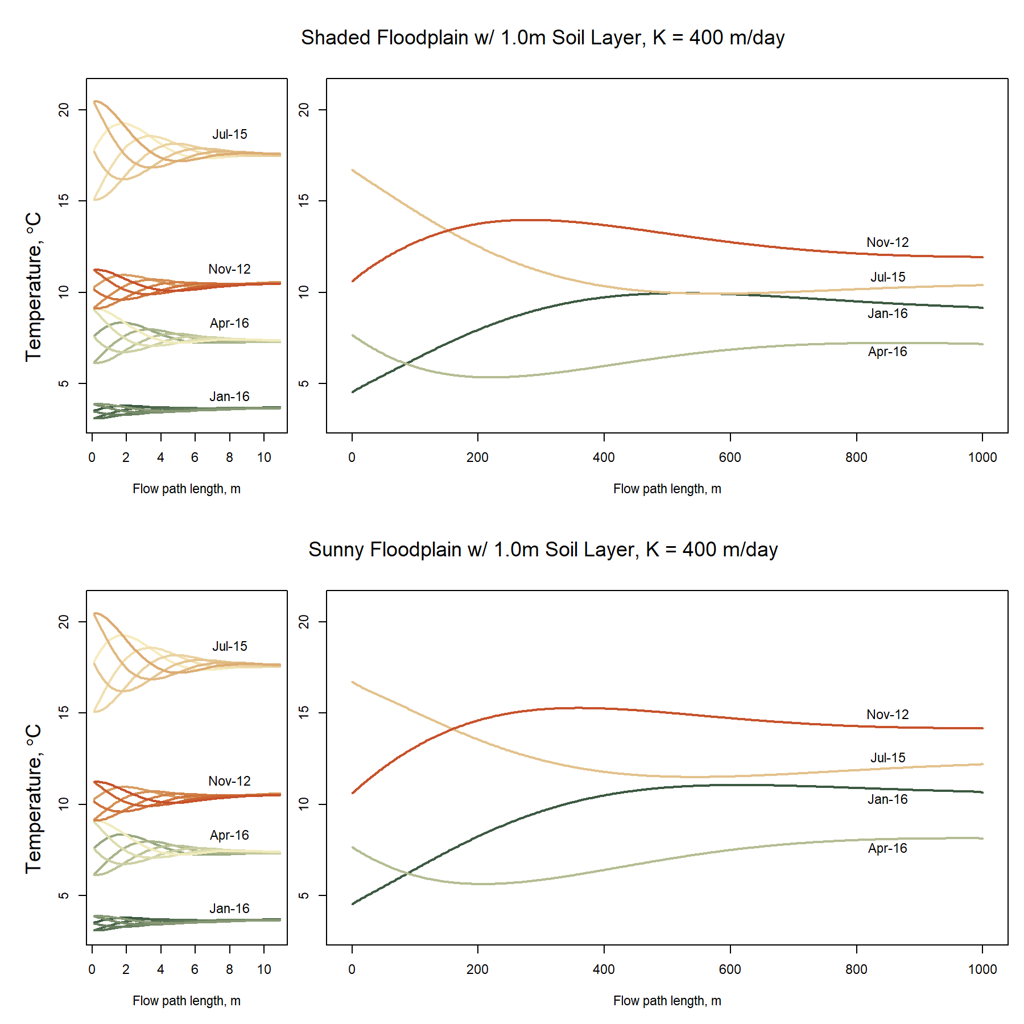 Shaded Floodplain w/ 1.0m Soil Layer, K = 400 m/day
Temperature, °C
20
15
10
5
Jul-15
Nov-12
Apr-16
Jan-16
0 2 4 6 8 10
Flow path length, m
20
15
10
5
Nov-12
Jul-15
Jan-16
Apr-16
0 200 400 600 800 1000
Flow path length, m
Sunny Floodplain w/ 1.0m Soil Layer, K = 400 m/day
Temperature, °C
20
15
10
5
Jul-15
Nov-12
Apr-16
Jan-16
0 2 4 6 8 10
Flow path length, m
20
15
10
5
Nov-12
Jul-15
Jan-16
Apr-16
0 200 400 600 800 1000
Flow path length, m